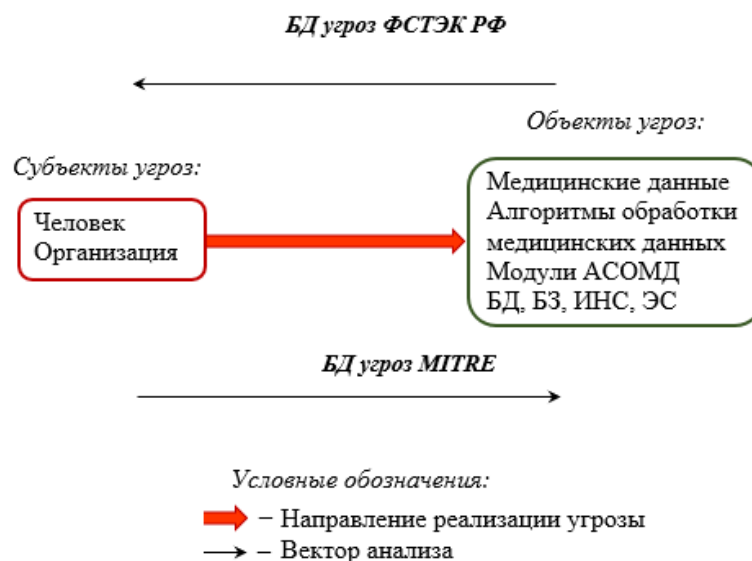 БД угроз ФСТЭК РФ
Объекты угроз:
Субъекты угроз:
Человек
Организация
Медицинские данные
Алгоритмы обработки
медицинских данных
Модули АСОМД
БД, БЗ, ИНС, ЭС
БД угроз MITRE
Условные обозначения:
– Направление реализации угрозы
– Вектор анализа